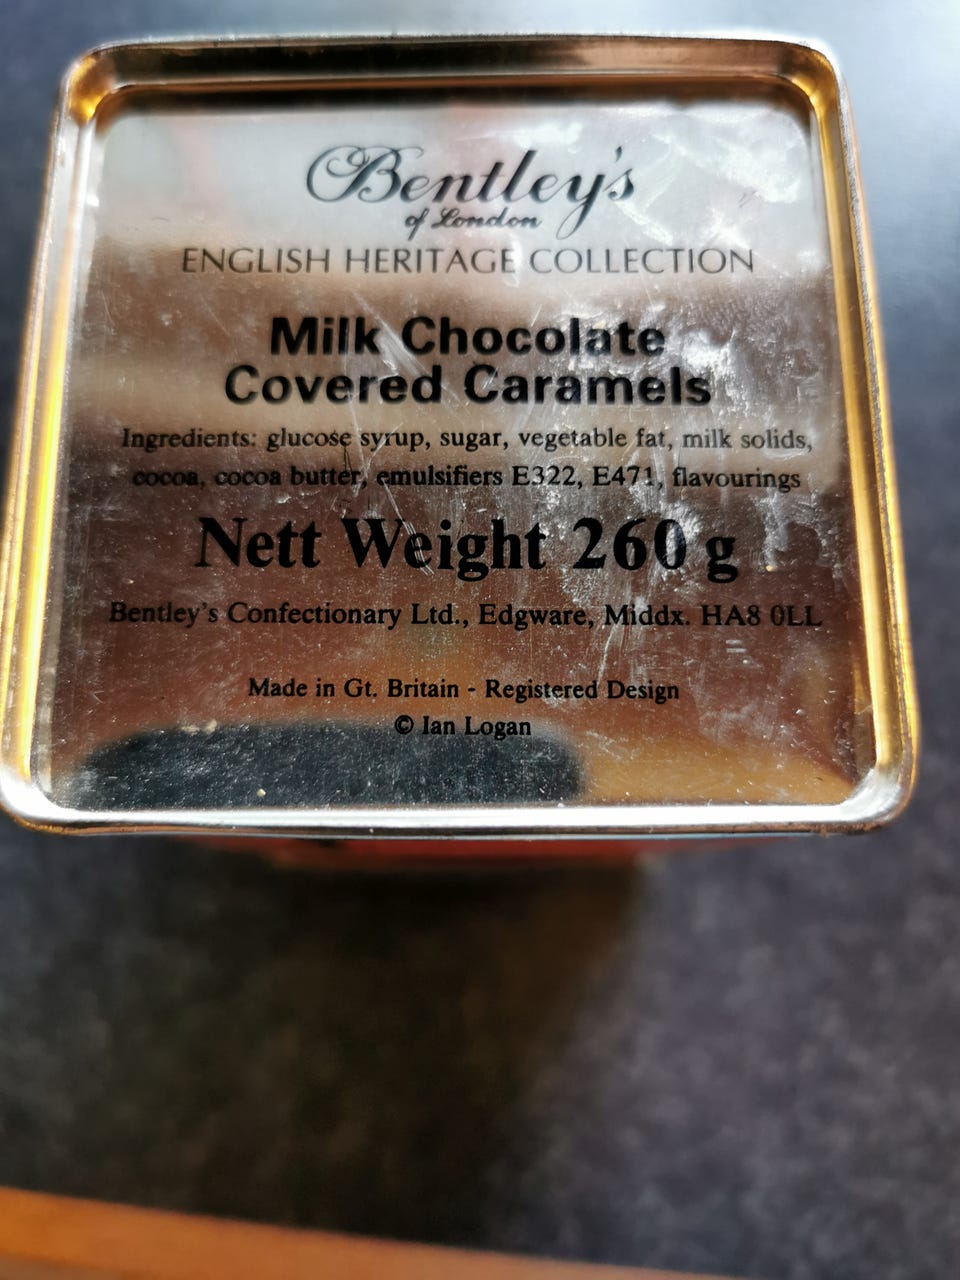 Bentley's
of London
ENGLISH HERITAGE COLLECTION
Milk Chocolate
Covered Caramels
Ingredients: glucose syrup, sugar, vegetable fat, milk solids,
cocoa, cocoa butter, emulsifiers E322, E471, flavourings
Nett Weight 260 g
Bentley's Confectionary Ltd., Edgware, Middx. HA8 0LL
Made in Gt. Britain - Registered Design
© Ian Logan